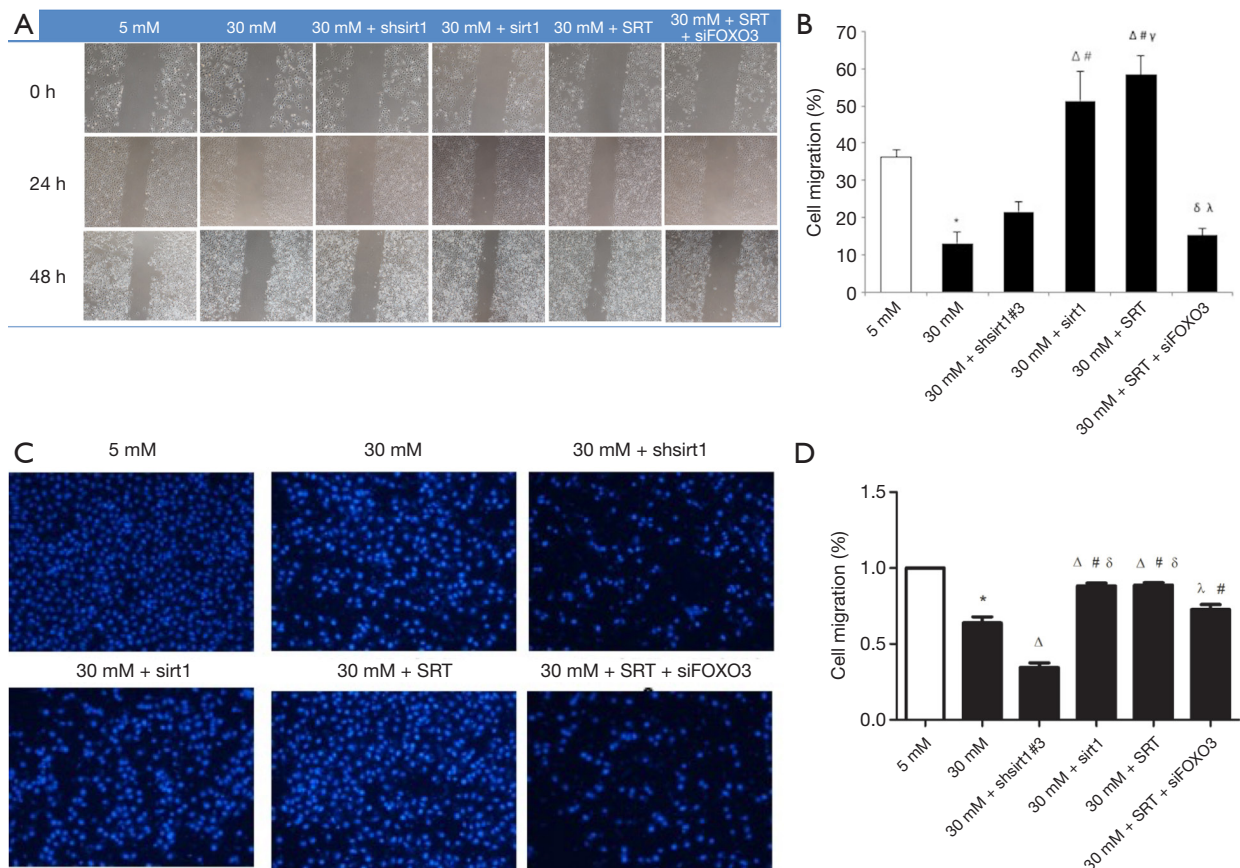 A
5 mM
30 mM
30 mM + shsirt1
30 mM + sirt1
30 mM + SRT
30 mM + SRT
+ siFOXO3
0 h
24 h
48 h
B
Cell migration (%)
70
60
50
40
30
20
10
0
*
Δ #
Δ # γ
δ λ
5 mM
30 mM
30 mM + shsirt1#3
30 mM + sirt1
30 mM + SRT
30 mM + SRT + siFOXO3
C
5 mM
30 mM
30 mM + shsirt1
30 mM + sirt1
30 mM + SRT
30 mM + SRT + siFOXO3
D
Cell migration (%)
1.5
1.0
0.5
0.0
*
Δ
Δ # δ
Δ # δ
λ #
5 mM
30 mM
30 mM + shsirt1#3
30 mM + sirt1
30 mM + SRT
30 mM + SRT + siFOXO3